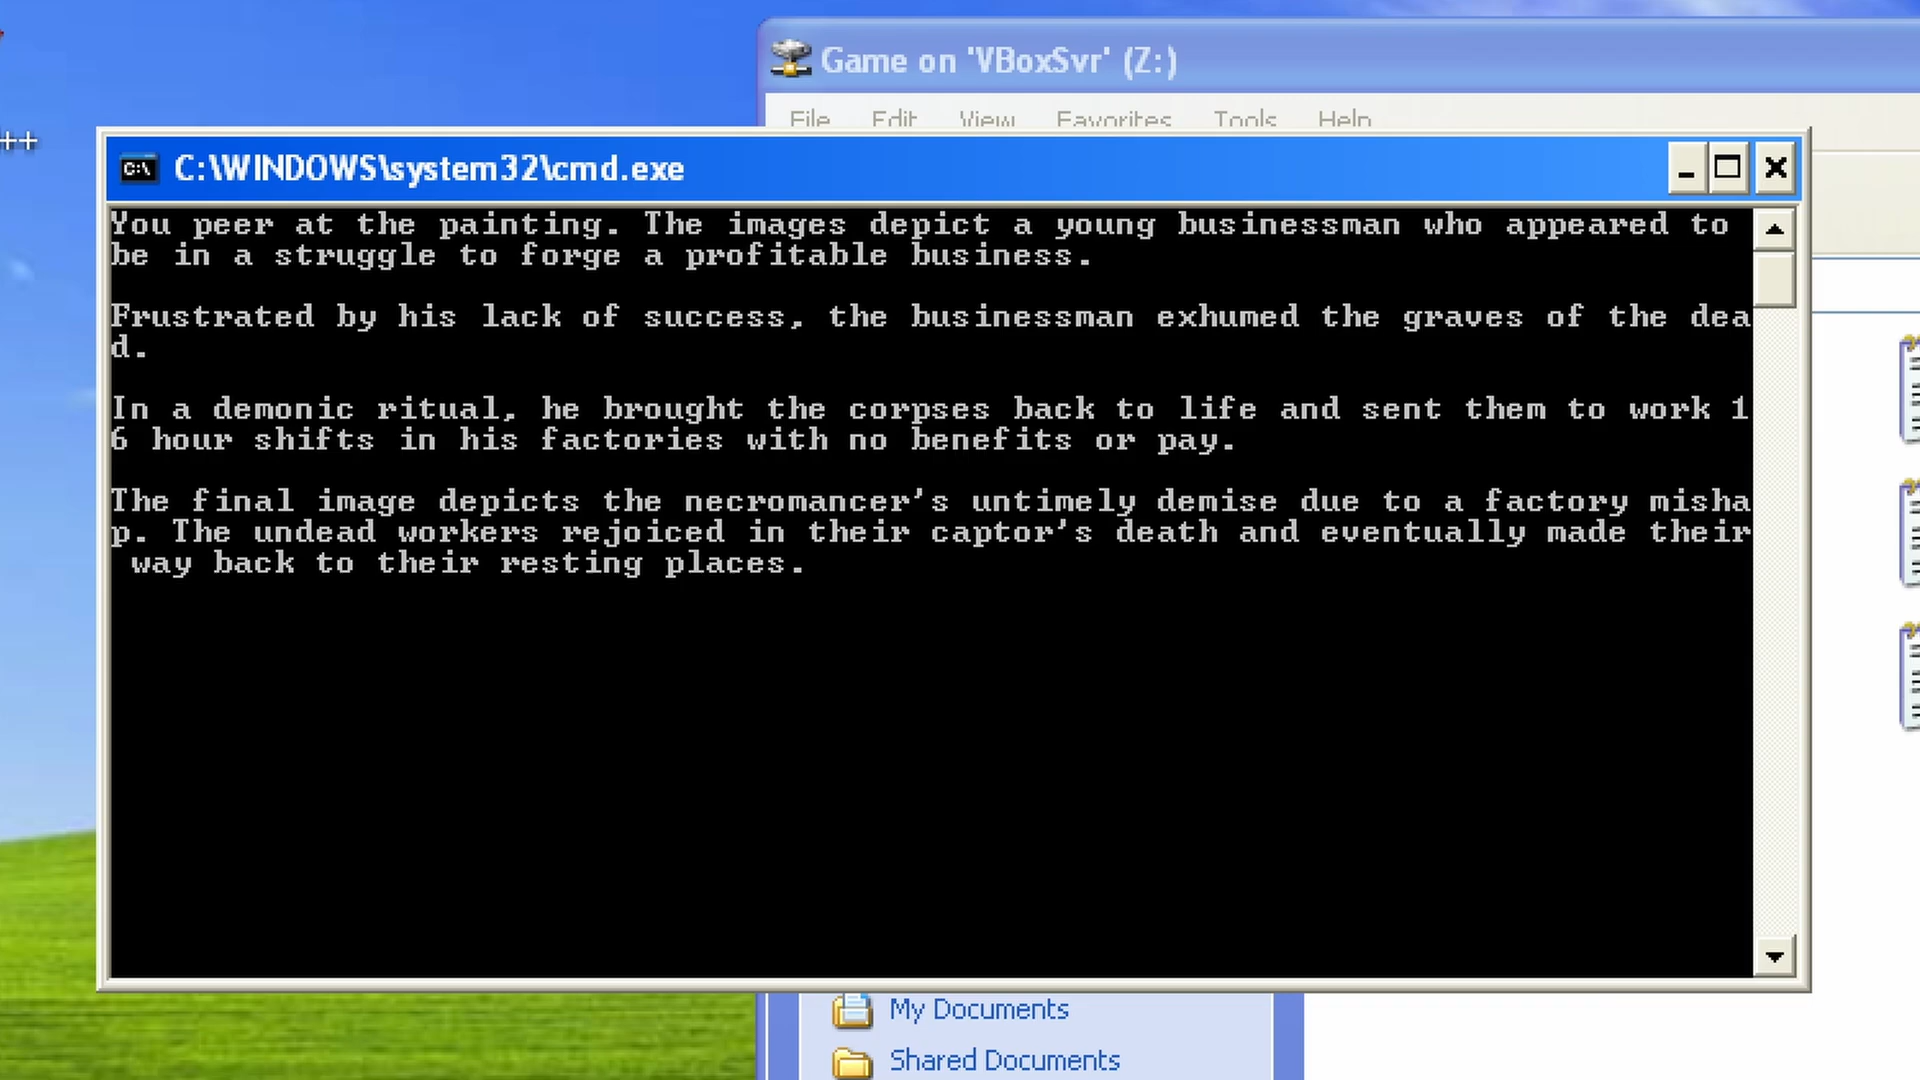 Game on 'VBoxSvr' (Z:)
File Edit View Favorites Tools Help
++
C:\WINDOWS\system32\cmd.exe
You peer at the painting. The images depict a young businessman who appeared to
be in a struggle to forge a profitable business.
Frustrated by his lack of success, the businessman exhumed the graves of the dea
d.
In a demonic ritual, he brought the corpses back to life and sent them to work 1
6 hour shifts in his factories with no benefits or pay.
The final image depicts the necromancer's untimely demise due to a factory misha
p. The undead workers rejoiced in their captor's death and eventually made their
 way back to their resting places.
My Documents
Shared Documents